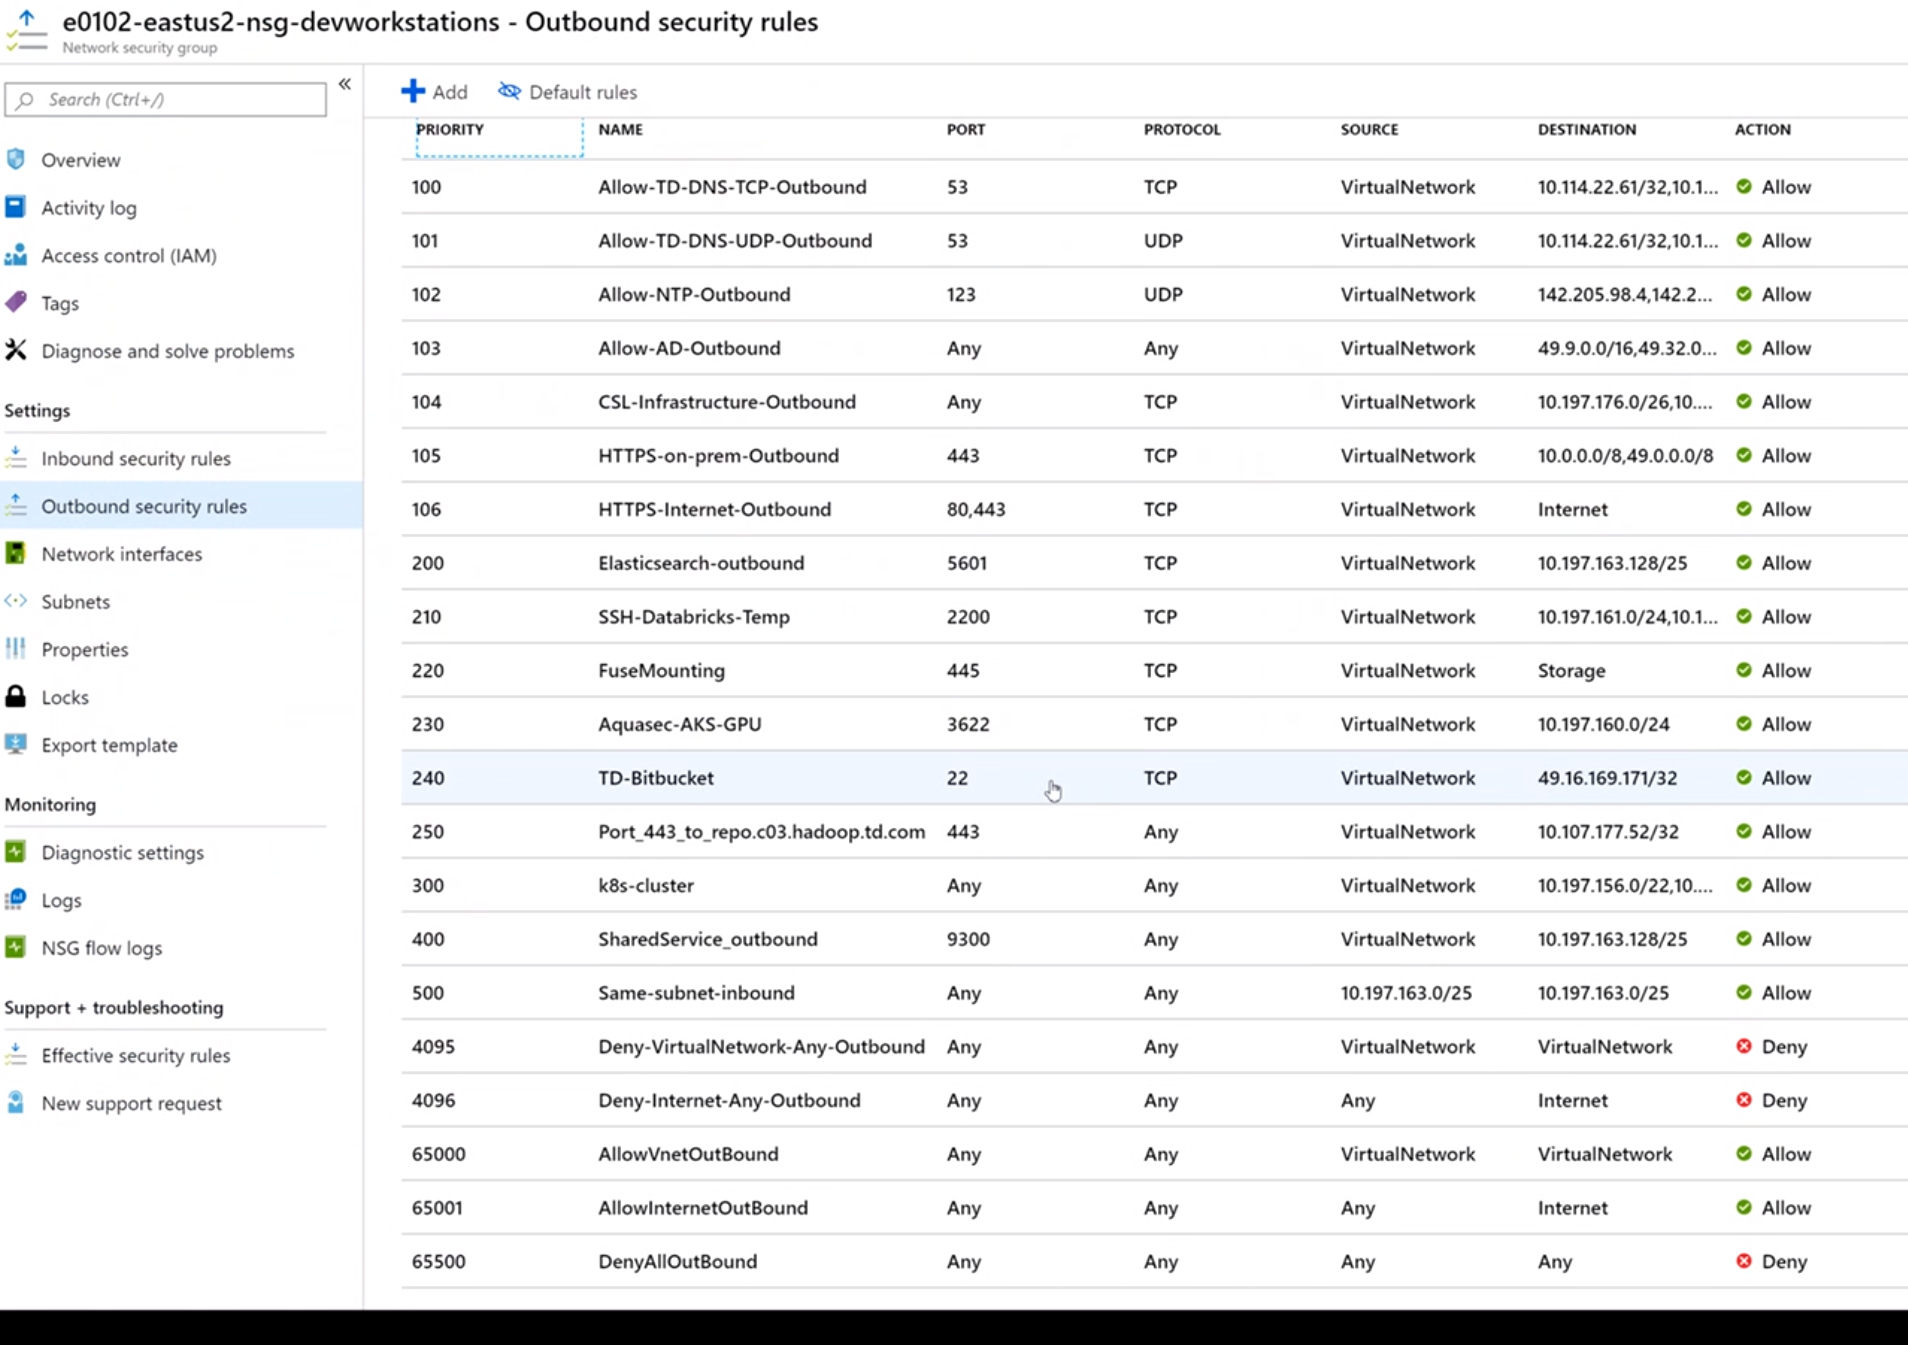 e0102-eastus2-nsg-devworkstations - Outbound security rules
Network security group
Search (Ctrl+/)
«
Overview
Activity log
Access control (IAM)
Tags
Diagnose and solve problems
Settings
Inbound security rules
Outbound security rules
Network interfaces
Subnets
Properties
Locks
Export template
Monitoring
Diagnostic settings
Logs
NSG flow logs
Support + troubleshooting
Effective security rules
New support request
Add Default rules
PRIORITY NAME PORT PROTOCOL SOURCE DESTINATION ACTION
100 Allow-TD-DNS-TCP-Outbound 53 TCP VirtualNetwork 10.114.22.61/32,10.1... Allow
101 Allow-TD-DNS-UDP-Outbound 53 UDP VirtualNetwork 10.114.22.61/32,10.1... Allow
102 Allow-NTP-Outbound 123 UDP VirtualNetwork 142.205.98.4,142.2... Allow
103 Allow-AD-Outbound Any Any VirtualNetwork 49.9.0.0/16,49.32.0... Allow
104 CSL-Infrastructure-Outbound Any TCP VirtualNetwork 10.197.176.0/26,10.... Allow
105 HTTPS-on-prem-Outbound 443 TCP VirtualNetwork 10.0.0.0/8,49.0.0.0/8 Allow
106 HTTPS-Internet-Outbound 80,443 TCP VirtualNetwork Internet Allow
200 Elasticsearch-outbound 5601 TCP VirtualNetwork 10.197.163.128/25 Allow
210 SSH-Databricks-Temp 2200 TCP VirtualNetwork 10.197.161.0/24,10.1... Allow
220 FuseMounting 445 TCP VirtualNetwork Storage Allow
230 Aquasec-AKS-GPU 3622 TCP VirtualNetwork 10.197.160.0/24 Allow
240 TD-Bitbucket 22 TCP VirtualNetwork 49.16.169.171/32 Allow
250 Port_443_to_repo.c03.hadoop.td.com 443 Any VirtualNetwork 10.107.177.52/32 Allow
300 k8s-cluster Any Any VirtualNetwork 10.197.156.0/22,10.... Allow
400 SharedService_outbound 9300 Any VirtualNetwork 10.197.163.128/25 Allow
500 Same-subnet-inbound Any Any 10.197.163.0/25 10.197.163.0/25 Allow
4095 Deny-VirtualNetwork-Any-Outbound Any Any VirtualNetwork VirtualNetwork Deny
4096 Deny-Internet-Any-Outbound Any Any Any Internet Deny
65000 AllowVnetOutBound Any Any VirtualNetwork VirtualNetwork Allow
65001 AllowInternetOutBound Any Any Any Internet Allow
65500 DenyAllOutBound Any Any Any Any Deny